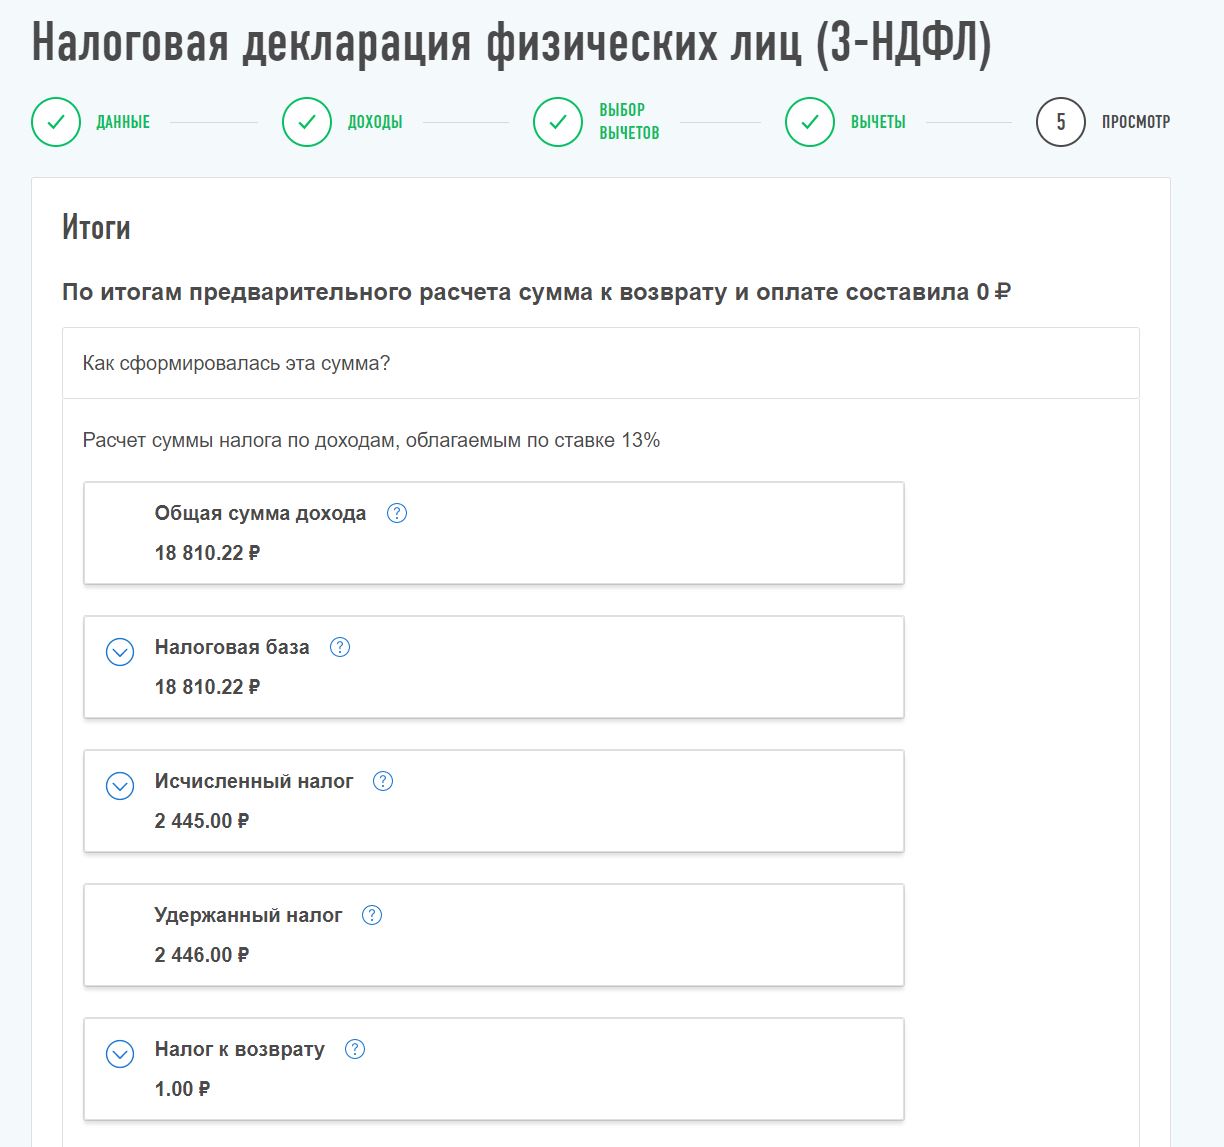 Налоговая декларация физических лиц (3-НДФЛ)
ДАННЫЕ
ДОХОДЫ
ВЫБОР
ВЫЧЕТОВ
ВЫЧЕТЫ
5 ПРОСМОТР
Итоги
По итогам предварительного расчета сумма к возврату и оплате составила 0 ₽
Как сформировалась эта сумма?
Расчет суммы налога по доходам, облагаемым по ставке 13%
Общая сумма дохода ?
18 810.22 ₽
Налоговая база ?
18 810.22 ₽
Исчисленный налог ?
2 445.00 ₽
Удержанный налог ?
2 446.00 ₽
Налог к возврату ?
1.00 ₽